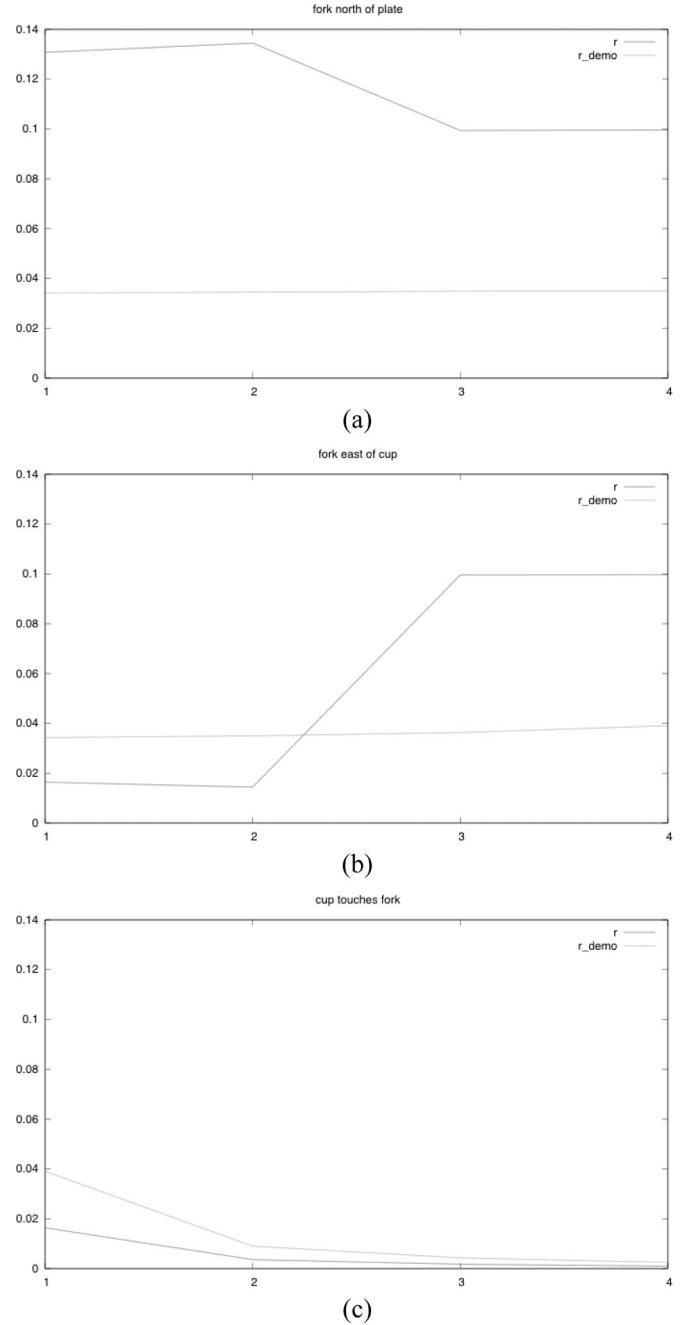 fork north of plate
0.14
r
r_demo
0.12
0.1
0.08
0.06
0.04
0.02
0
1 2 3 4
(a)
fork east of cup
0.14
r
r_demo
0.12
0.1
0.08
0.06
0.04
0.02
0
1 2 3 4
(b)
cup touches fork
0.14
r
r_demo
0.12
0.1
0.08
0.06
0.04
0.02
0
1 2 3 4
(c)